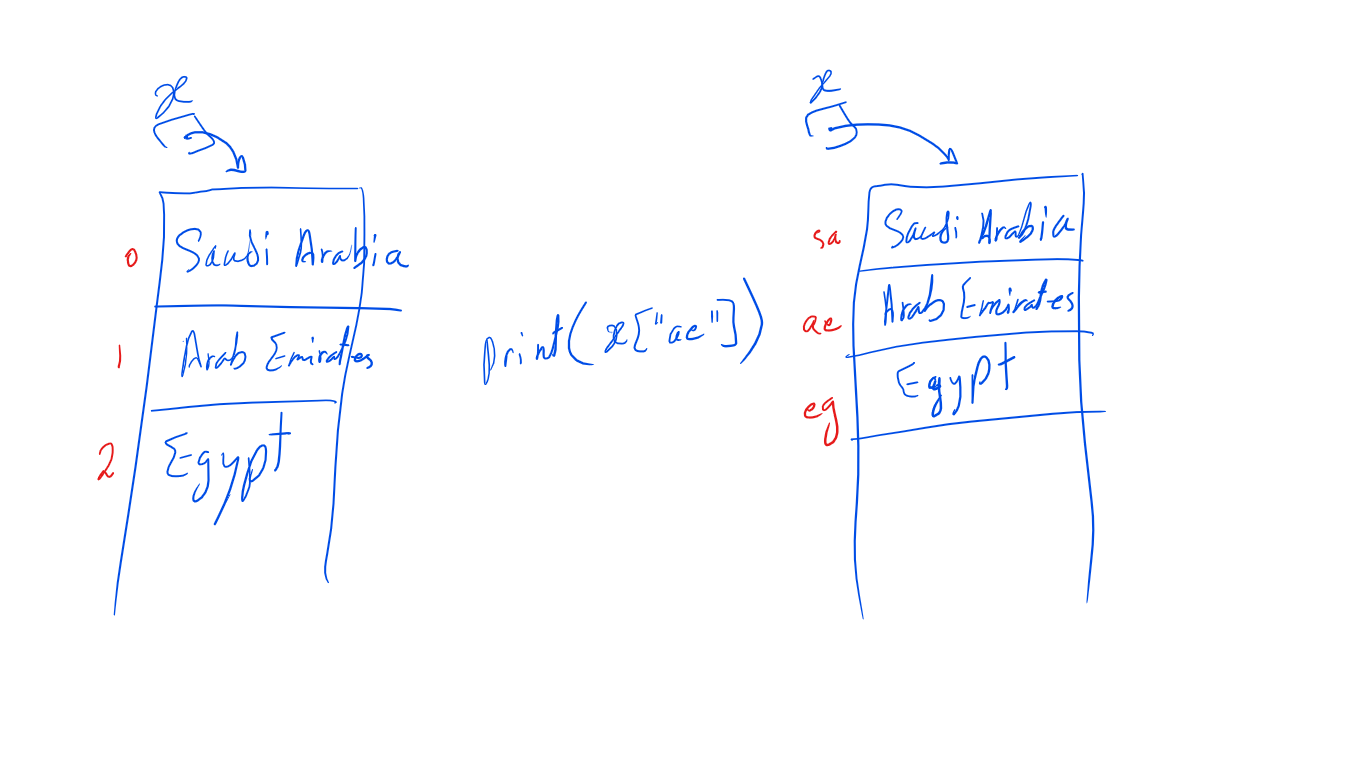 x
0 Saudi Arabia
1 Arab Emirates
2 Egypt
print(x["ae"])
x
sa Saudi Arabia
ae Arab Emirates
eg Egypt